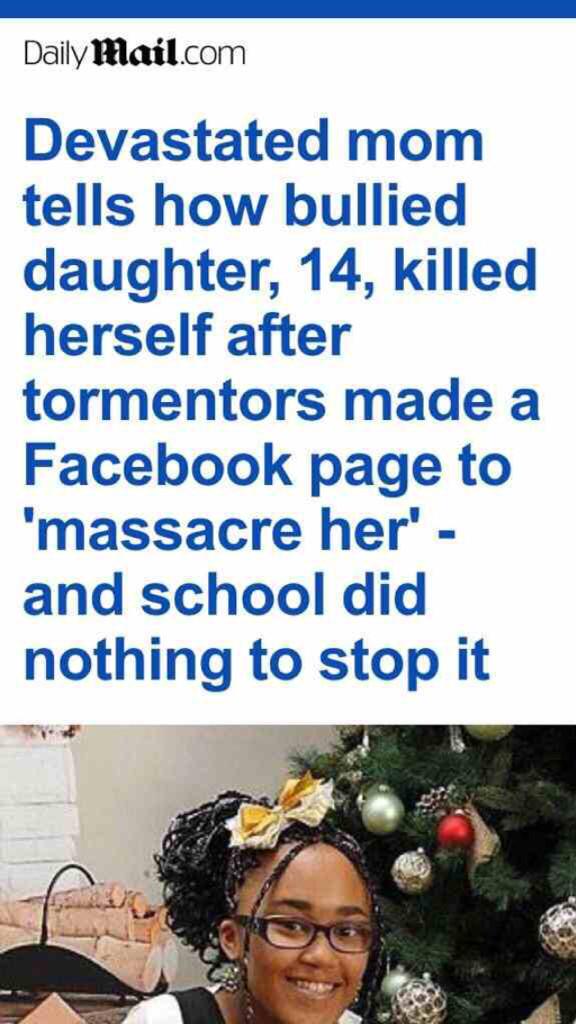 DailyMail.com
Devastated mom
tells how bullied
daughter, 14, killed
herself after
tormentors made a
Facebook page to
'massacre her' -
and school did
nothing to stop it